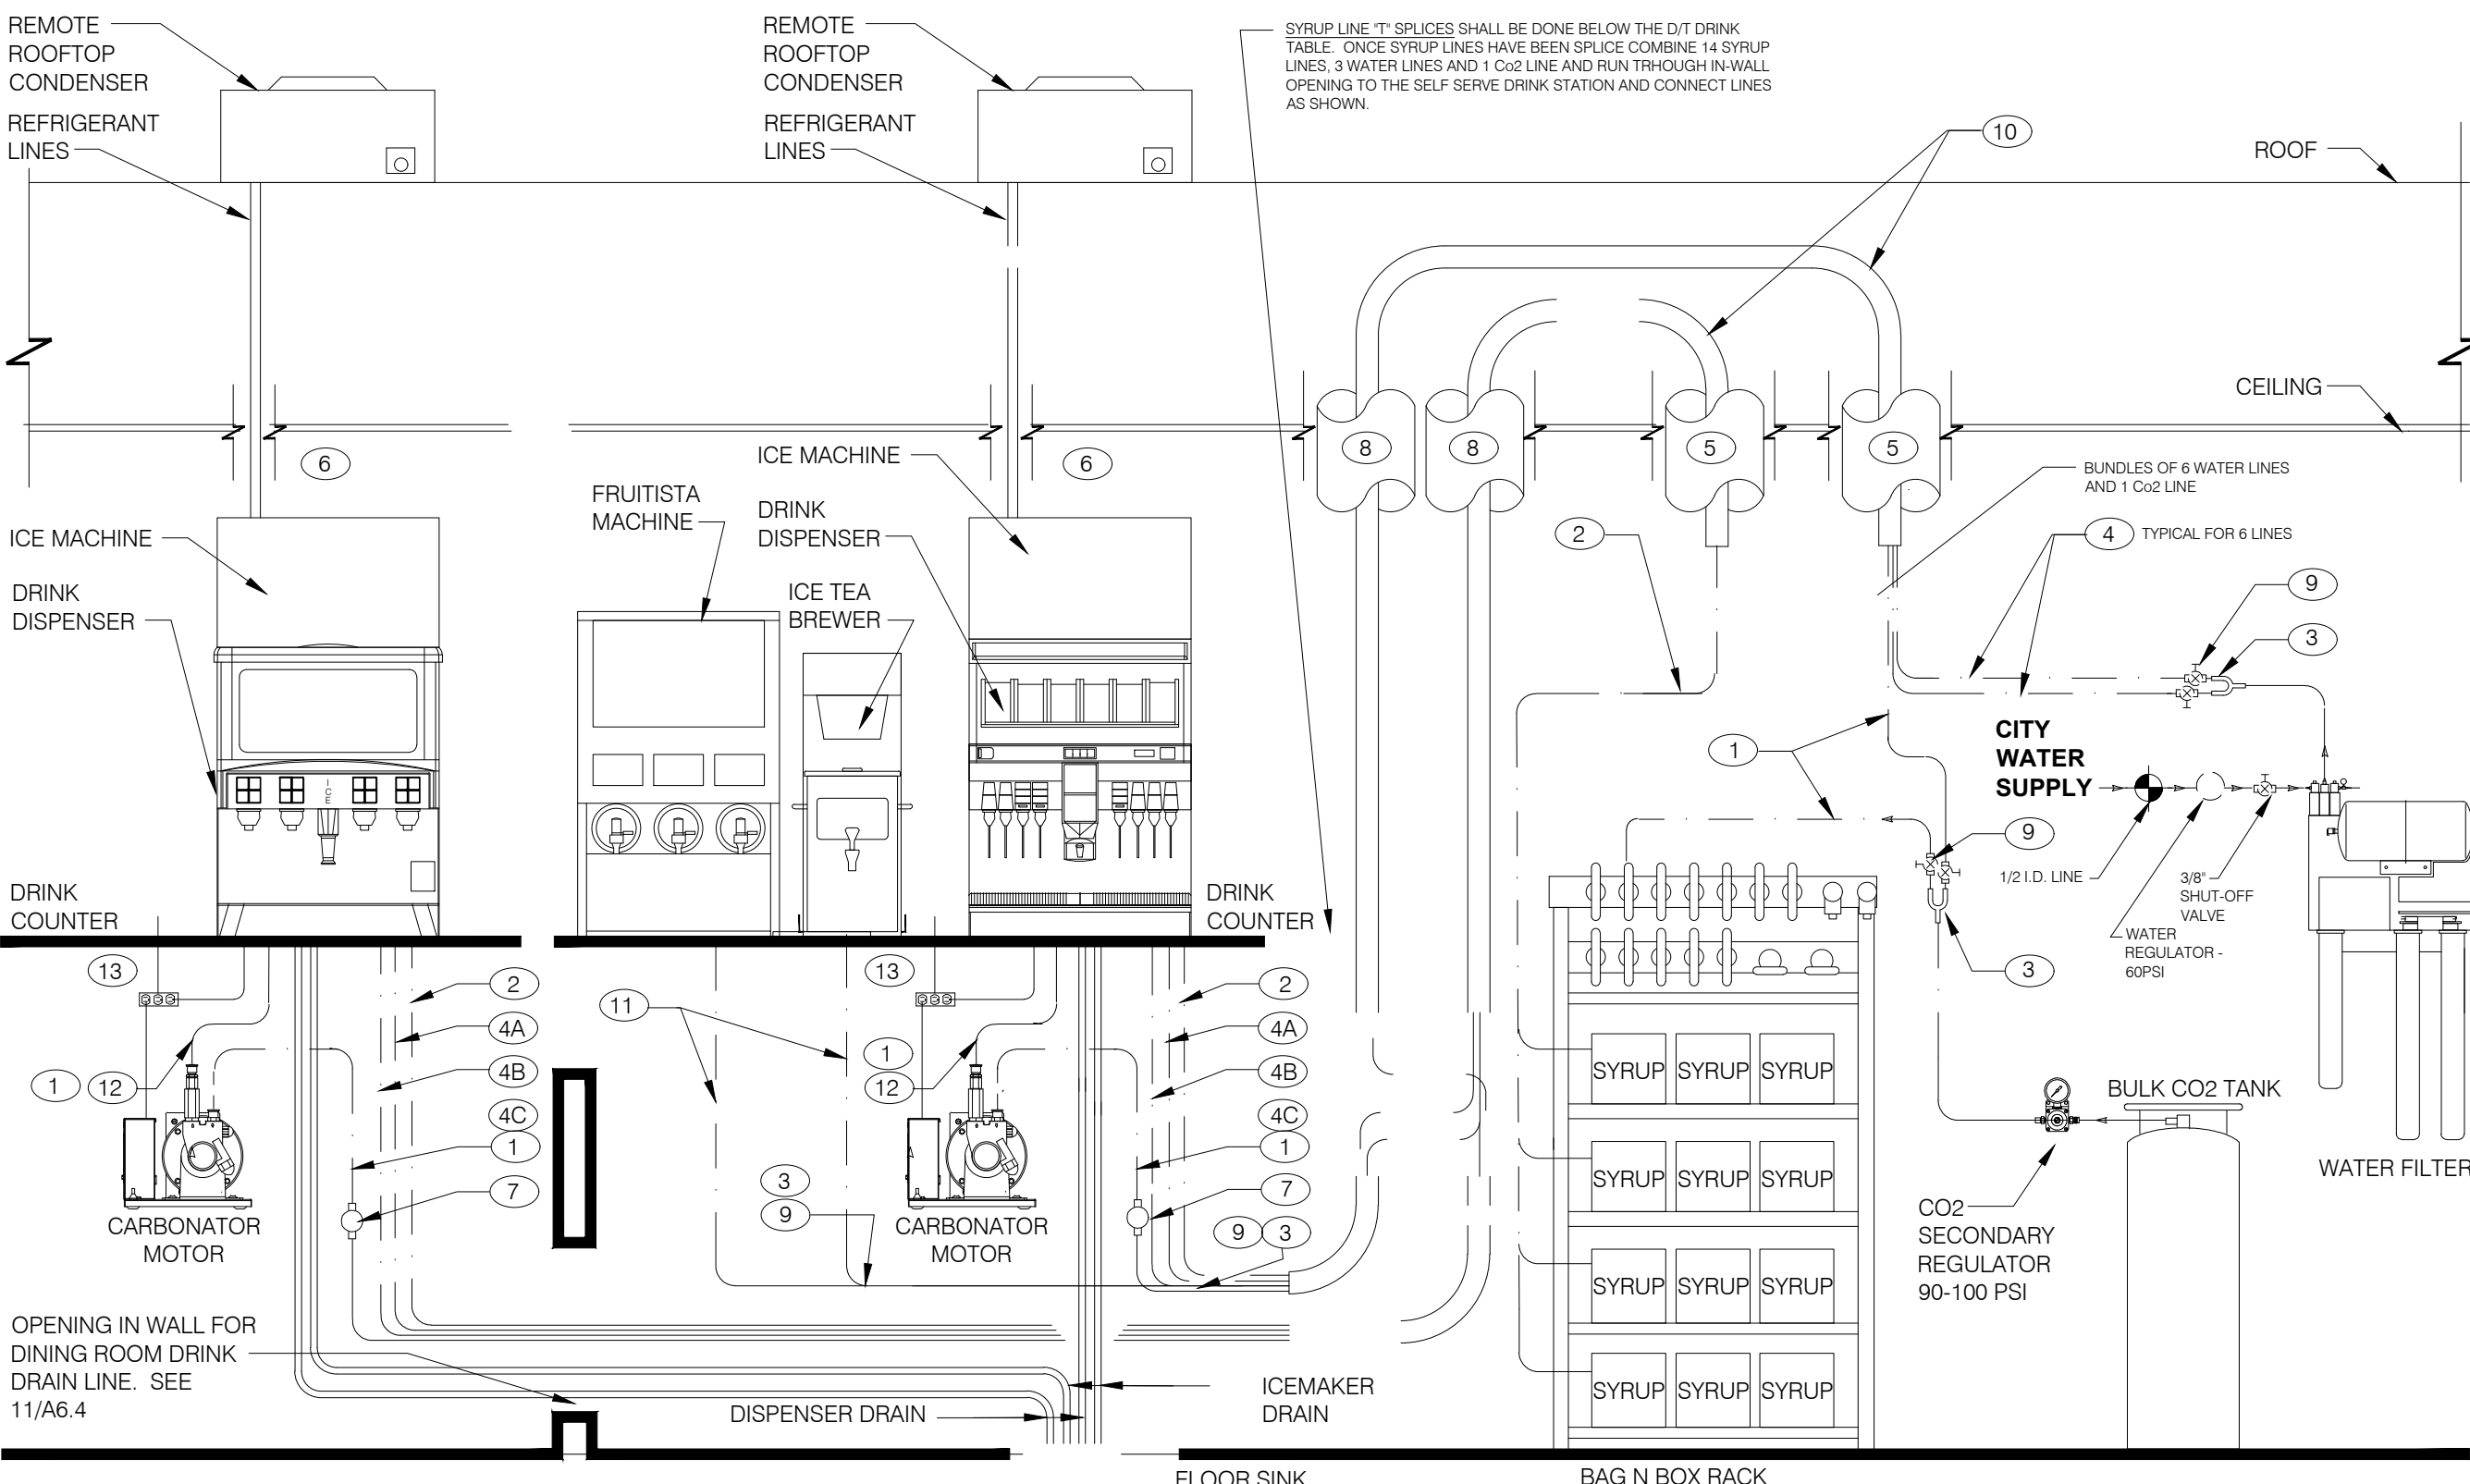 REMOTE
ROOFTOP
CONDENSER
REFRIGERANT
LINES
REMOTE
ROOFTOP
CONDENSER
REFRIGERANT
LINES
SYRUP LINE "T" SPLICES SHALL BE DONE BELOW THE D/T DRINK
TABLE. ONCE SYRUP LINES HAVE BEEN SPLICE COMBINE 14 SYRUP
LINES, 3 WATER LINES AND 1 Co2 LINE AND RUN TRHOUGH IN-WALL
OPENING TO THE SELF SERVE DRINK STATION AND CONNECT LINES
AS SHOWN.
10
ROOF
CEILING
6
6
8
8
5
5
BUNDLES OF 6 WATER LINES
AND 1 Co2 LINE
2
4
TYPICAL FOR 6 LINES
9
3
ICE MACHINE
DRINK
DISPENSER
FRUITISTA
MACHINE
ICE MACHINE
DRINK
DISPENSER
ICE TEA
BREWER
ICE
1
CITY
WATER
SUPPLY
9
1/2 I.D. LINE
3/8"
SHUT-OFF
VALVE
WATER
REGULATOR -
60PSI
3
DRINK
COUNTER
DRINK
COUNTER
13
2
4A
4B
4C
1
7
1
12
CARBONATOR
MOTOR
11
13
1
12
3
9
CARBONATOR
MOTOR
2
4A
4B
4C
1
7
9
3
SYRUP SYRUP SYRUP
SYRUP SYRUP SYRUP
SYRUP SYRUP SYRUP
SYRUP SYRUP SYRUP
BULK CO2 TANK
WATER FILTER
CO2
SECONDARY
REGULATOR
90-100 PSI
OPENING IN WALL FOR
DINING ROOM DRINK
DRAIN LINE. SEE
11/A6.4
DISPENSER DRAIN
ICEMAKER
DRAIN
FLOOR SINK
BAG N BOX RACK